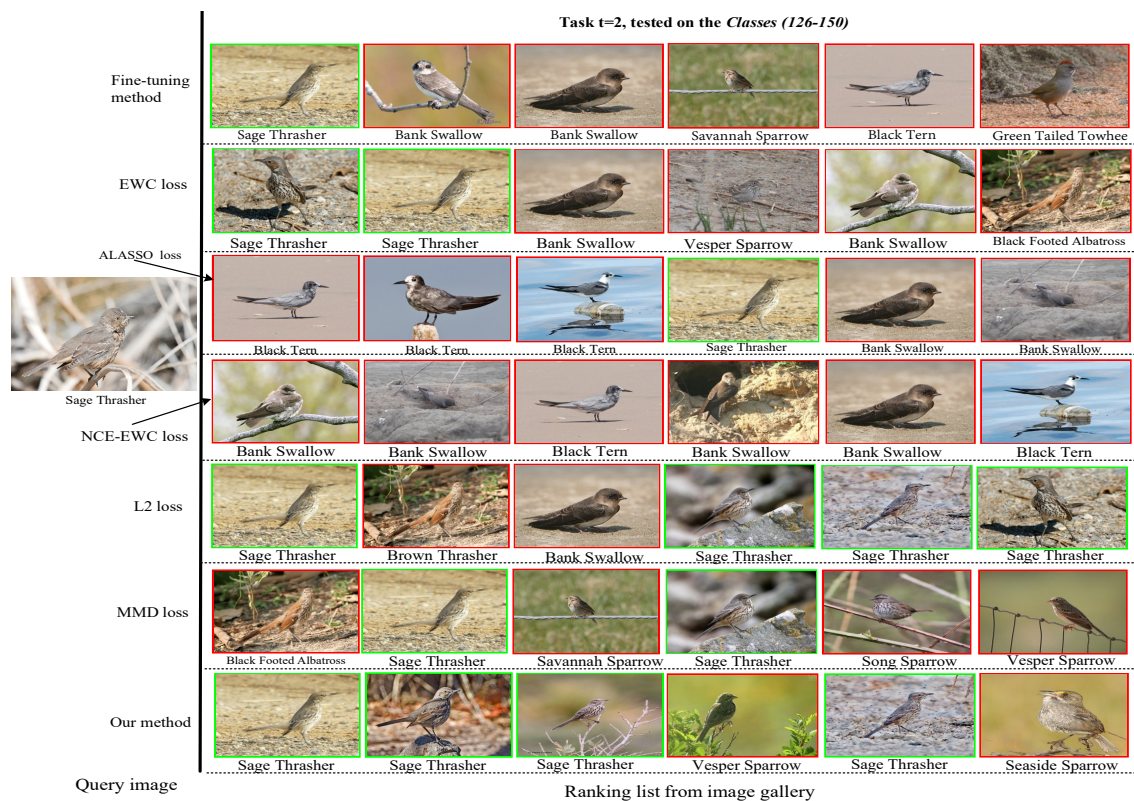 Task t=2, tested on the Classes (126-150)
Fine-tuning
method
Sage Thrasher Bank Swallow Bank Swallow Savannah Sparrow Black Tern Green Tailed Towhee
EWC loss
Sage Thrasher Sage Thrasher Bank Swallow Vesper Sparrow Bank Swallow Black Footed Albatross
ALASSO loss
Black Tern Black Tern Black Tern Sage Thrasher Bank Swallow Bank Swallow
Sage Thrasher
NCE-EWC loss
Bank Swallow Bank Swallow Black Tern Bank Swallow Bank Swallow Black Tern
L2 loss
Sage Thrasher Brown Thrasher Bank Swallow Sage Thrasher Sage Thrasher Sage Thrasher
MMD loss
Black Footed Albatross Sage Thrasher Savannah Sparrow Sage Thrasher Song Sparrow Vesper Sparrow
Our method
Sage Thrasher Sage Thrasher Sage Thrasher Vesper Sparrow Sage Thrasher Seaside Sparrow
Query image
Ranking list from image gallery